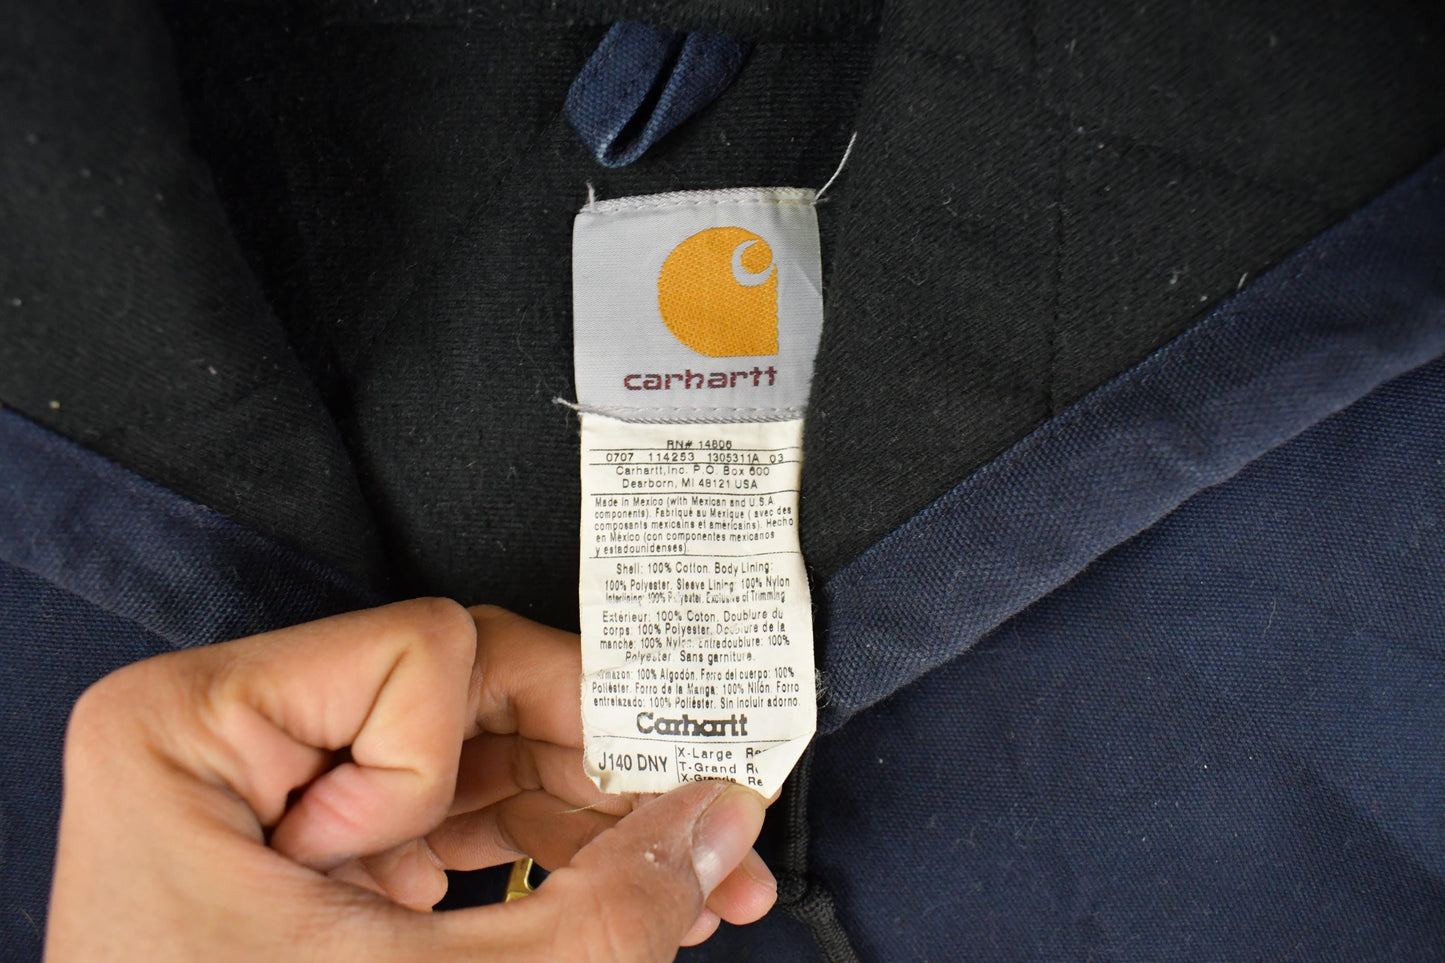 carhartt
RN# 14806
0707 114253 1305311A 03
Carhartt,Inc. P.O. Box 600
Dearborn, MI 48121 USA
Made in Mexico (with Mexican and U.S.A.
components). Fabriqué au Mexique ( avec des
composants mexicains et américains). Hecho
en México (con componentes mexicanos
y estadounidenses).
Shell: 100% Cotton. Body Lining:
100% Polyester. Sleeve Lining: 100% Nylon
Interlining: 100% Polyester. Exclusive of Trimming
Extérieur: 100% Coton. Doublure du
corps: 100% Polyester. Doublure de la
manche: 100% Nylon. Entredoublure: 100%
Polyester. Sans garniture.
Armazon: 100% Algodón. Forro del cuerpo: 100%
Poliéster. Forro de la Manga: 100% Nilón. Forro
entrelazado: 100% Poliéster. Sin incluir adorno.
Carhartt
J140 DNY
X-Large
T-Grand
X-Grande Re